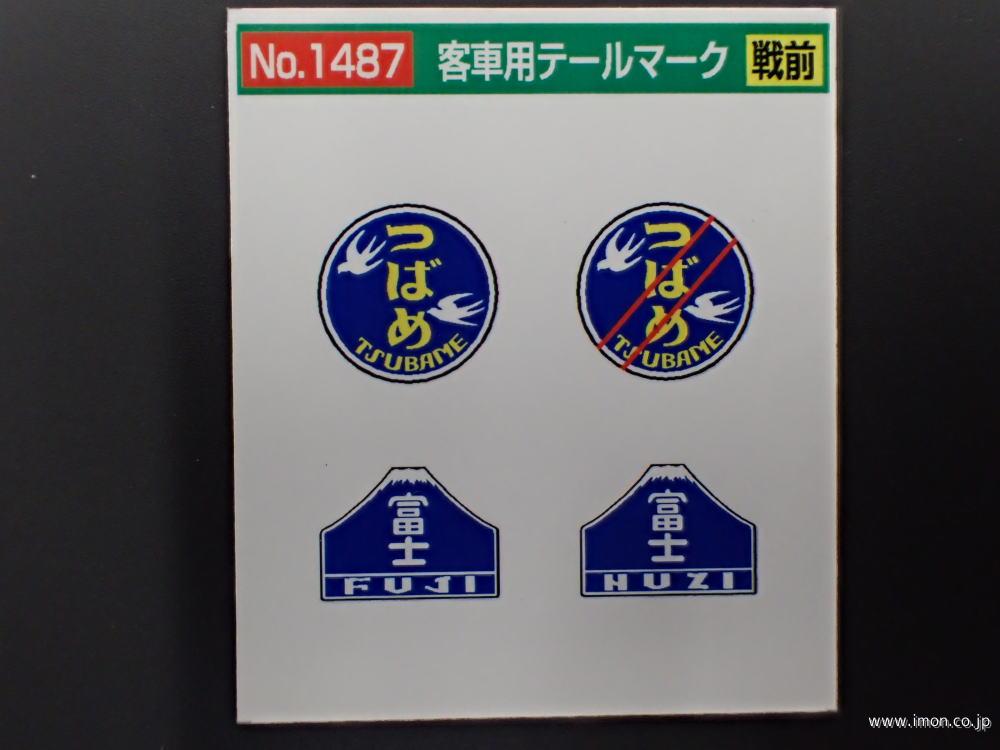 No.1487 客車用テールマーク 戦前
つばめ
TSUBAME
つばめ
TSUBAME
富士
FUJI
富士
HUZI
www.imon.co.jp